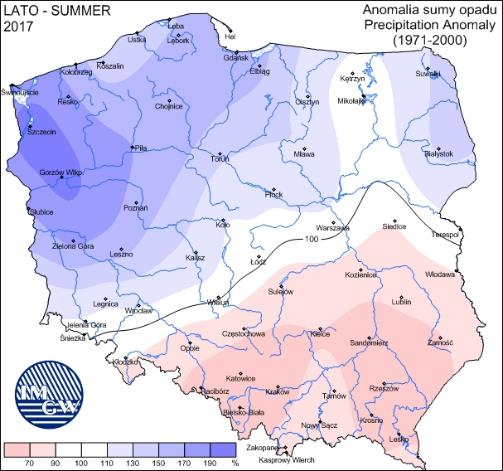 LATO - SUMMER
2017
Anomalia sumy opadu
Precipitation Anomaly
(1971-2000)
Łeba
Hel
Ustka
Lębork
Koszalin
Gdańsk
Kołobrzeg
Elbląg
Kętrzyn
Suwałki
Świnoujście
Resko
Chojnice
Olsztyn
Mikołajki
Szczecin
Piła
Toruń
Mława
Białystok
Gorzów Wlkp.
Płock
Słubice
Poznań
Koło
Warszawa
Siedlce
Terespol
100
Zielona Góra
Leszno
Kalisz
Łódź
Kozienice
Włodawa
Sulejów
Legnica
Wrocław
Wieluń
Lublin
Jelenia Góra
Śnieżka
Częstochowa
Kielce
Sandomierz
Zamość
Kłodzko
Opole
Racibórz
Katowice
Kraków
Tarnów
Rzeszów
Bielsko-Biała
Nowy Sącz
Krosno
Lesko
Zakopane
Kasprowy Wierch
IMGW
70 80 90 100 110 130 150 170 190 %